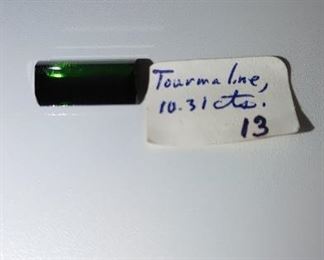 Tourmaline,
10.31 cts.
13